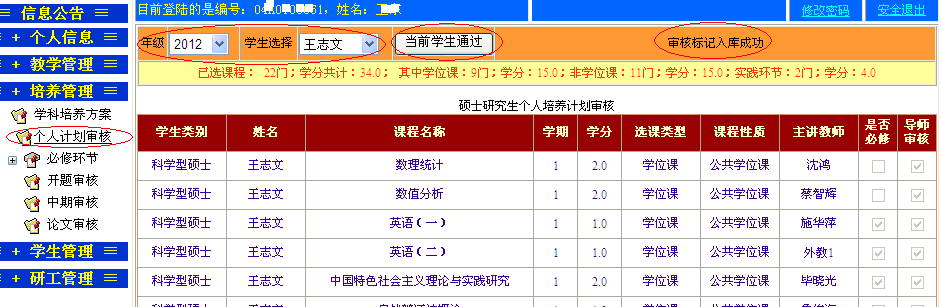 信息公告
+ 个人信息
+ 教学管理
+ 培养管理
学科培养方案
个人计划审核
必修环节
开题审核
中期审核
论文审核
+ 学生管理
+ 研工管理
目前登陆的是编号: 姓名:
修改密码 安全退出
年级 2012 学生选择 王志文 当前学生通过 审核标记入库成功
已选课程: 22门;学分共计:34.0; 其中学位课:9门;学分:15.0;非学位课:11门;学分:15.0;实践环节:2门;学分:4.0
硕士研究生个人培养计划审核
学生类别 姓名 课程名称 学期 学分 选课类型 课程性质 主讲教师 是否必修 导师审核
科学型硕士 王志文 数理统计 1 2.0 学位课 公共学位课 沈鸿
科学型硕士 王志文 数值分析 1 2.0 学位课 公共学位课 蔡智辉
科学型硕士 王志文 英语(一) 1 1.0 学位课 公共学位课 施华萍
科学型硕士 王志文 英语(二) 1 1.0 学位课 公共学位课 外教1
科学型硕士 王志文 中国特色社会主义理论与实践研究 1 2.0 学位课 公共学位课 毕晓光